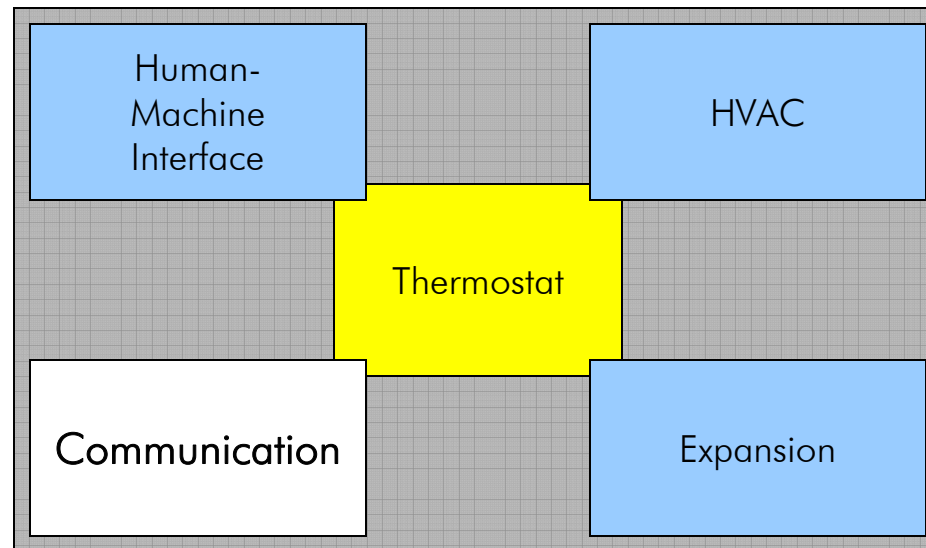 Human-
Machine
Interface
HVAC
Thermostat
Communication
Expansion